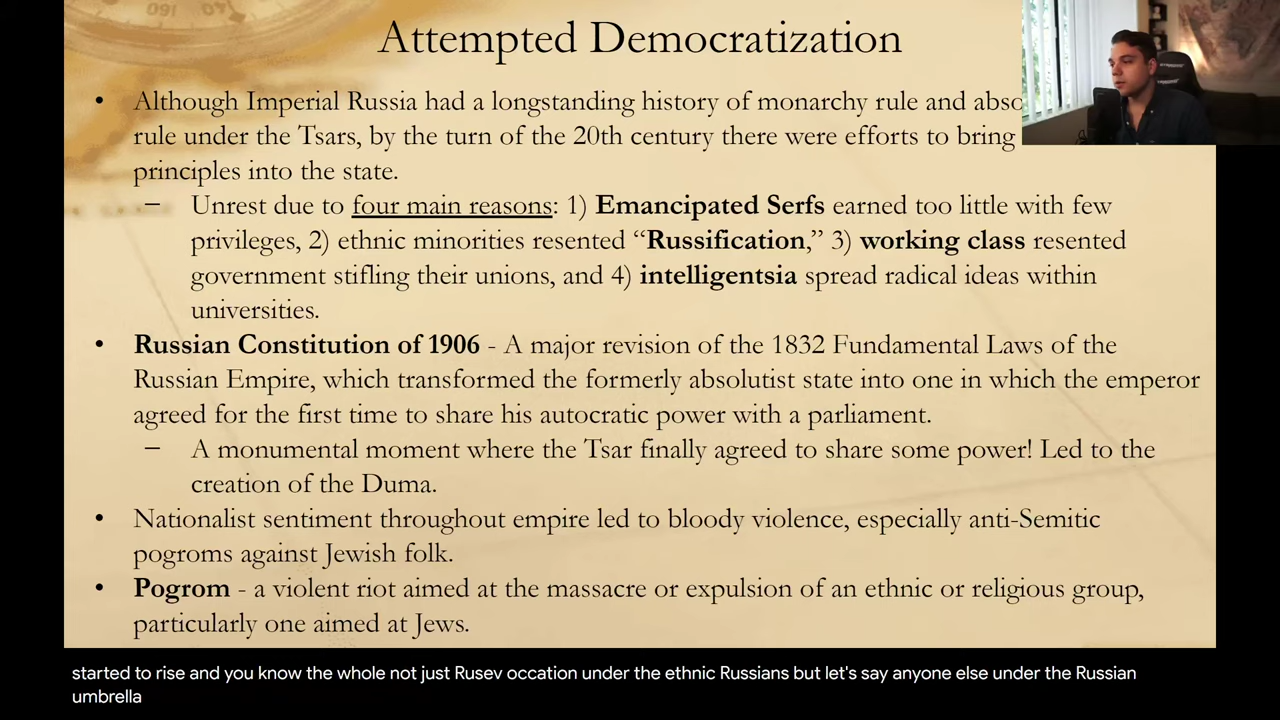 Attempted Democratization
• Although Imperial Russia had a longstanding history of monarchy rule and
rule under the Tsars, by the turn of the 20th century there were efforts to bring
principles into the state.
– Unrest due to four main reasons: 1) Emancipated Serfs earned too little with few
privileges, 2) ethnic minorities resented “Russification,” 3) working class resented
government stifling their unions, and 4) intelligentsia spread radical ideas within
universities.
• Russian Constitution of 1906 - A major revision of the 1832 Fundamental Laws of the
Russian Empire, which transformed the formerly absolutist state into one in which the emperor
agreed for the first time to share his autocratic power with a parliament.
– A monumental moment where the Tsar finally agreed to share some power! Led to the
creation of the Duma.
• Nationalist sentiment throughout empire led to bloody violence, especially anti-Semitic
pogroms against Jewish folk.
• Pogrom - a violent riot aimed at the massacre or expulsion of an ethnic or religious group,
particularly one aimed at Jews.
started to rise and you know the whole not just Rusev occation under the ethnic Russians but let's say anyone else under the Russian
umbrella